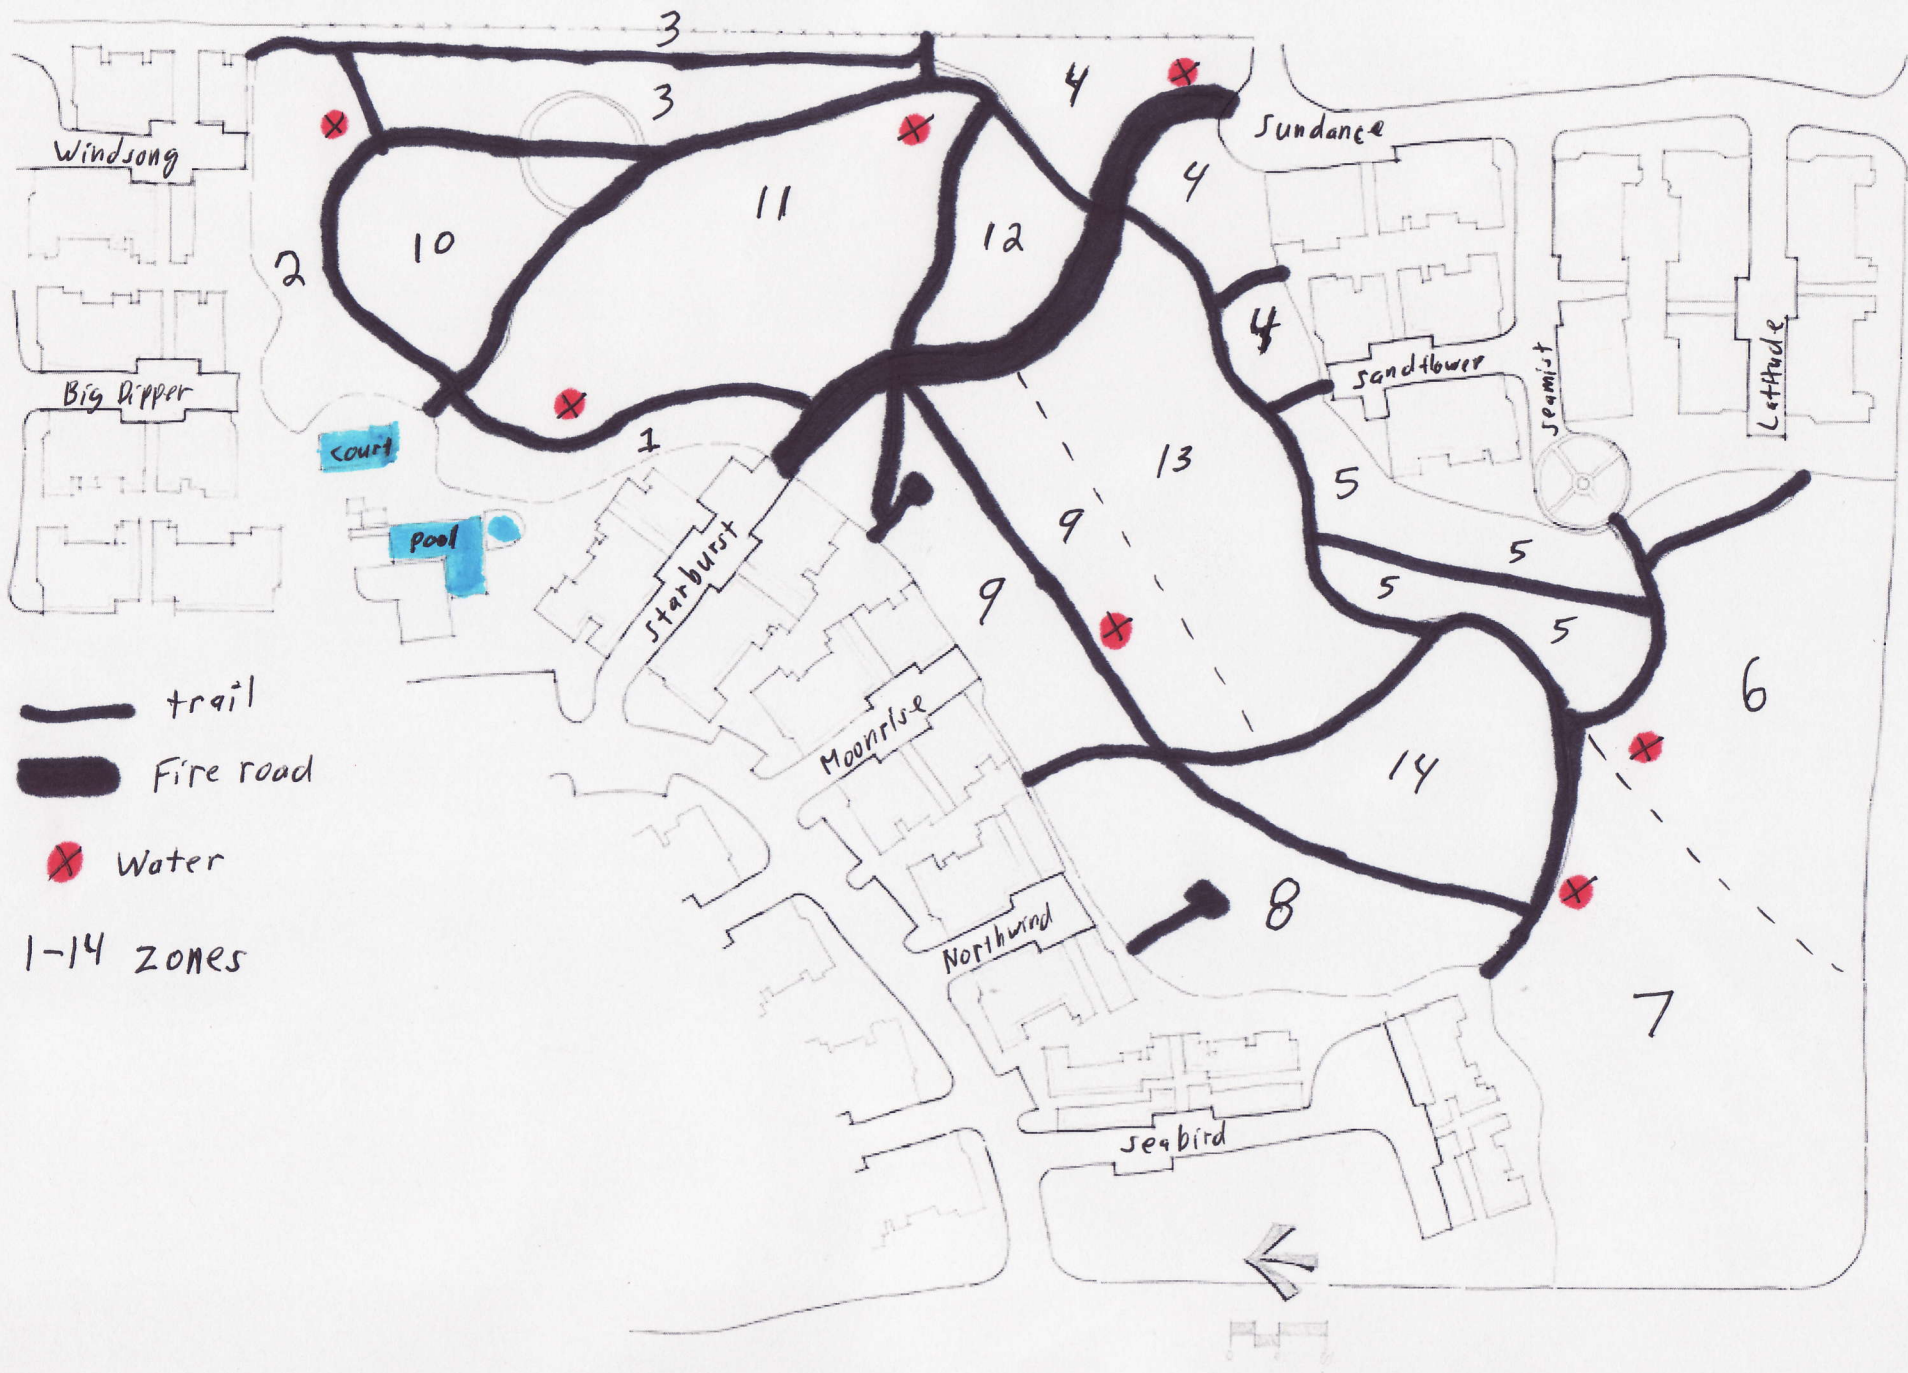 3
4
3
Sundance
Windsong
4
11
10
12
2
4
Latitude
seamist
sandflower
Big Dipper
1
court
13
5
9
pool
5
starburst
5
9
5
6
trail
Moonrise
Fire road
14
Water
8
Northwind
1-14 zones
7
seabird